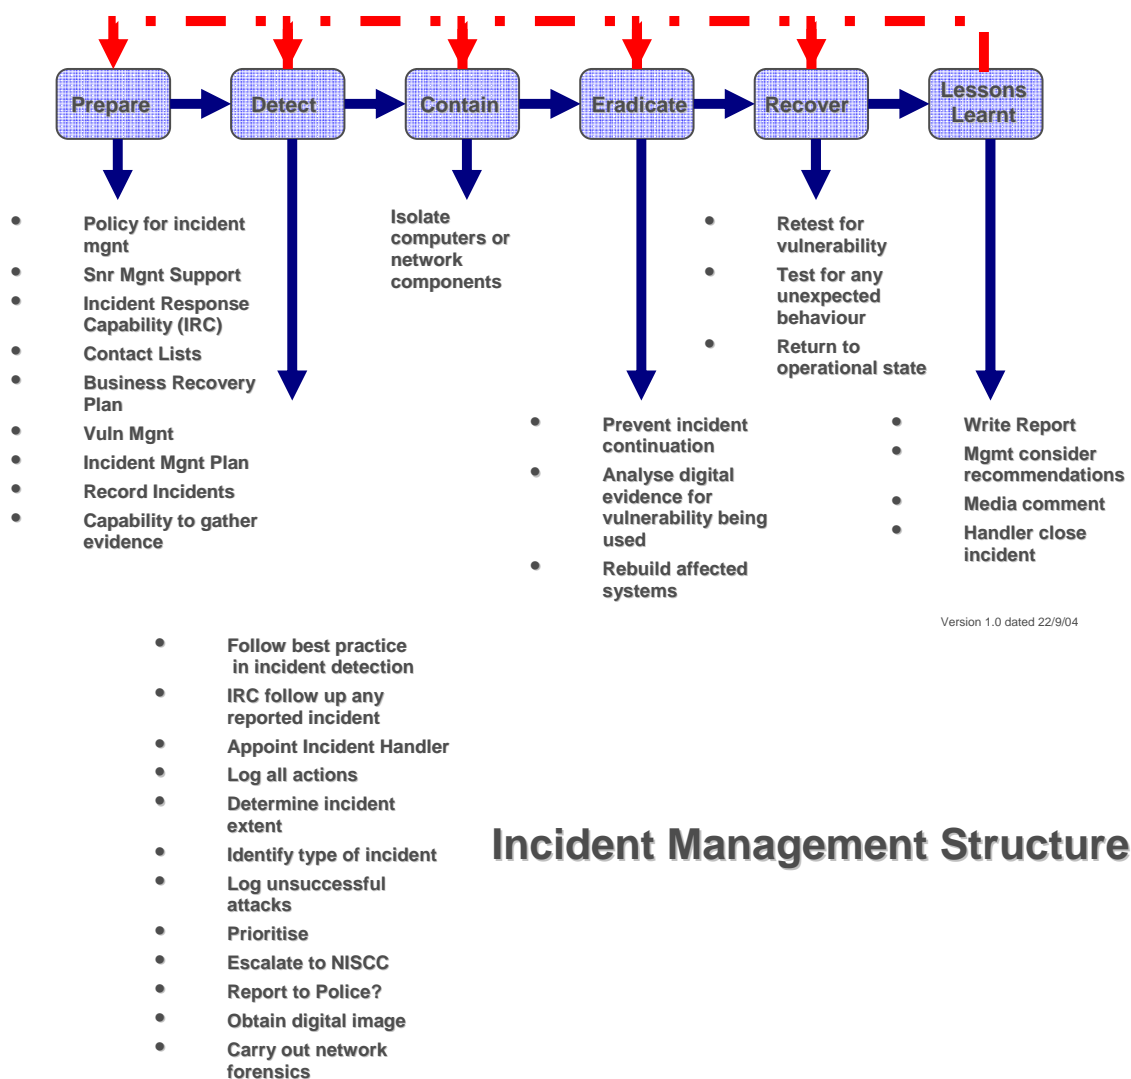 Prepare
Detect
Contain
Eradicate
Recover
Lessons
Learnt
• Policy for incident
mgnt
• Snr Mgnt Support
• Incident Response
Capability (IRC)
• Contact Lists
• Business Recovery
Plan
• Vuln Mgnt
• Incident Mgnt Plan
• Record Incidents
• Capability to gather
evidence
Isolate
computers or
network
components
• Retest for
vulnerability
• Test for any
unexpected
behaviour
• Return to
operational state
• Prevent incident
continuation
• Analyse digital
evidence for
vulnerability being
used
• Rebuild affected
systems
• Write Report
• Mgmt consider
recommendations
• Media comment
• Handler close
incident
Version 1.0 dated 22/9/04
• Follow best practice
in incident detection
• IRC follow up any
reported incident
• Appoint Incident Handler
• Log all actions
• Determine incident
extent
• Identify type of incident
• Log unsuccessful
attacks
• Prioritise
• Escalate to NISCC
• Report to Police?
• Obtain digital image
• Carry out network
forensics
Incident Management Structure